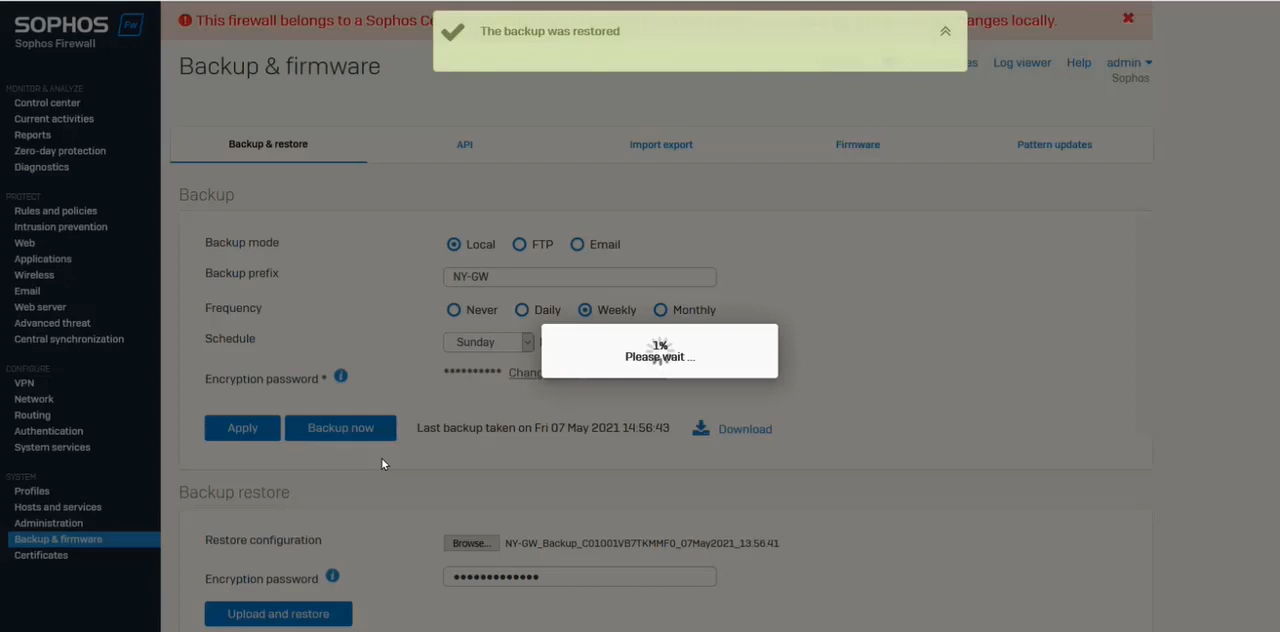 SOPHOS Fw
Sophos Firewall
This firewall belongs to a Sophos Ce anges locally.
The backup was restored
Backup & firmware
es Log viewer Help admin
Sophos
MONITOR & ANALYZE
Control center
Current activities
Reports
Zero-day protection
Diagnostics
PROTECT
Rules and policies
Intrusion prevention
Web
Applications
Wireless
Email
Web server
Advanced threat
Central synchronization
CONFIGURE
VPN
Network
Routing
Authentication
System services
SYSTEM
Profiles
Hosts and services
Administration
Backup & firmware
Certificates
Backup & restore API Import export Firmware Pattern updates
Backup
Backup mode Local FTP Email
Backup prefix NY-GW
Frequency Never Daily Weekly Monthly
Schedule Sunday
1%
Please wait ...
Encryption password * ********** Chang
Apply Backup now Last backup taken on Fri 07 May 2021 14:56:43 Download
Backup restore
Restore configuration Browse... NY-GW_Backup_C01001VB7TKMMF0_07May2021_13.56.41
Encryption password •••••••••••••
Upload and restore